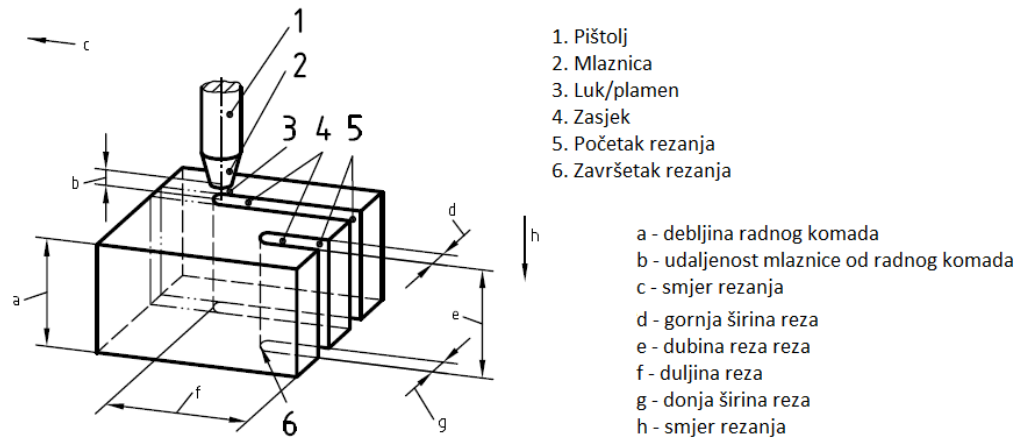 c
1
2
3 4 5
b
d
h
a
e
f
6
g
1. Pištolj
2. Mlaznica
3. Luk/plamen
4. Zasjek
5. Početak rezanja
6. Završetak rezanja
a - debljina radnog komada
b - udaljenost mlaznice od radnog komada
c - smjer rezanja
d - gornja širina reza
e - dubina reza reza
f - duljina reza
g - donja širina reza
h - smjer rezanja